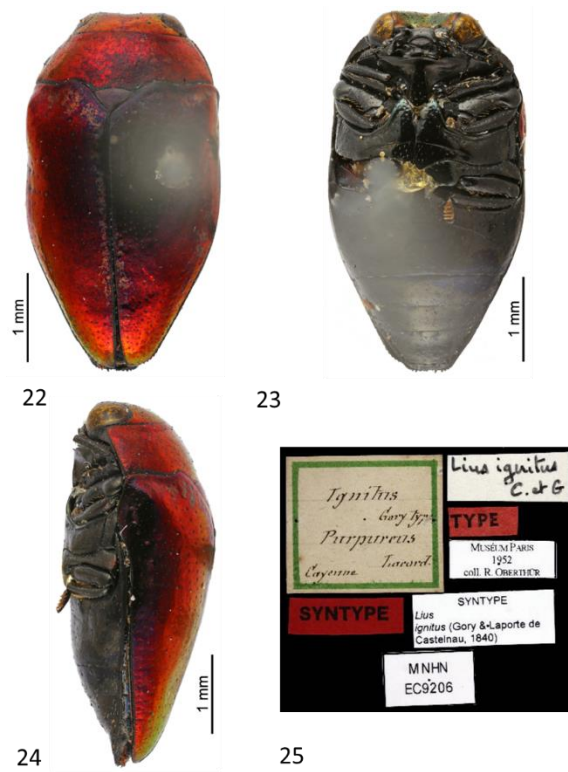 1 mm
22
1 mm
23
1 mm
24
Ignitus
Gory type.
Purpureus
Cayenne Lacord.
Lius ignitus
C. et G
TYPE
MUSÉUM PARIS
1952
coll. R. OBERTHÜR
SYNTYPE
SYNTYPE
Lius
ignitus (Gory &-Laporte de
Castelnau, 1840)
MNHN
EC9206
25